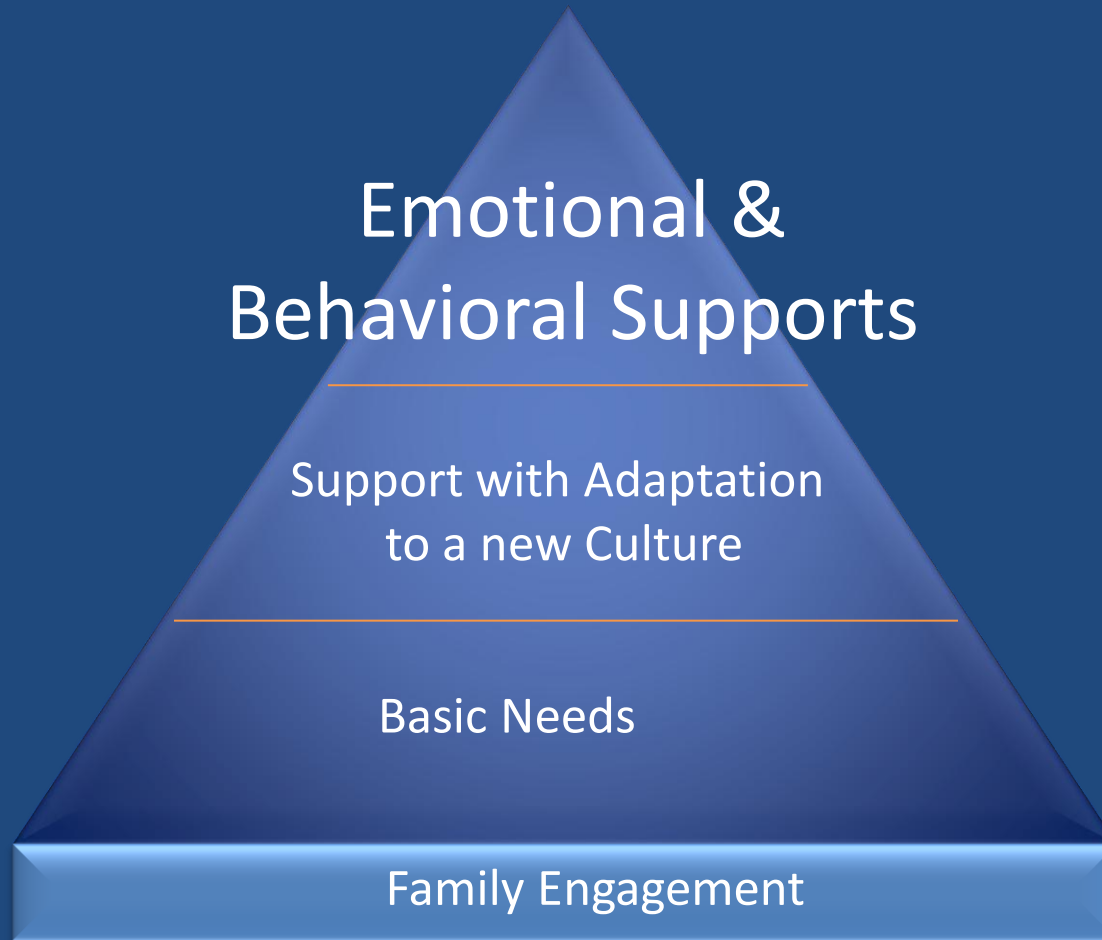 Emotional &
Behavioral Supports
Support with Adaptation
to a new Culture
Basic Needs
Family Engagement